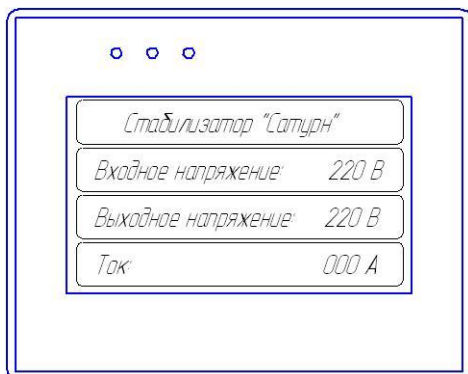 Стабилизатор "Сатурн"
Входное напряжение: 220 В
Выходное напряжение: 220 В
Ток: 000 А